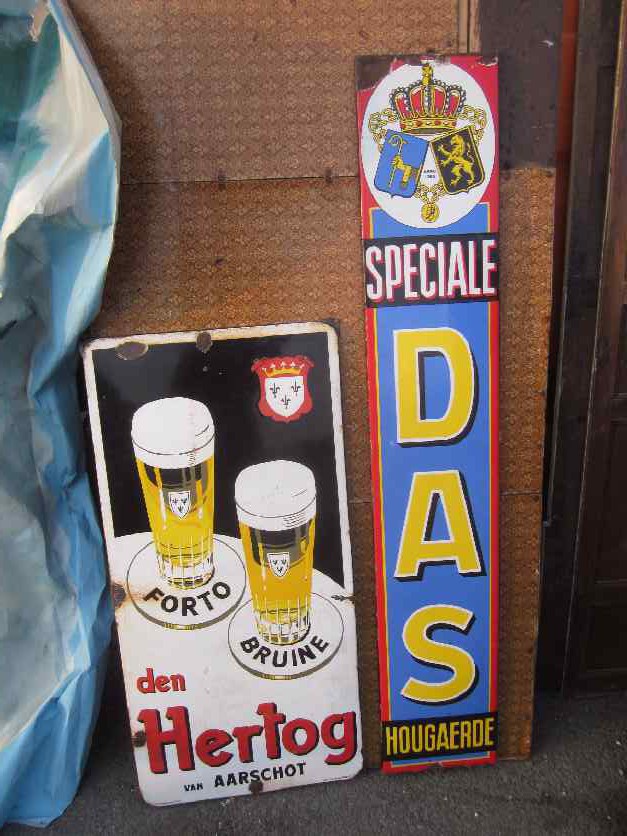 FORTO
BRUINE
den
Hertog
VAN AARSCHOT
SPECIALE
DAS
HOUGAERDE